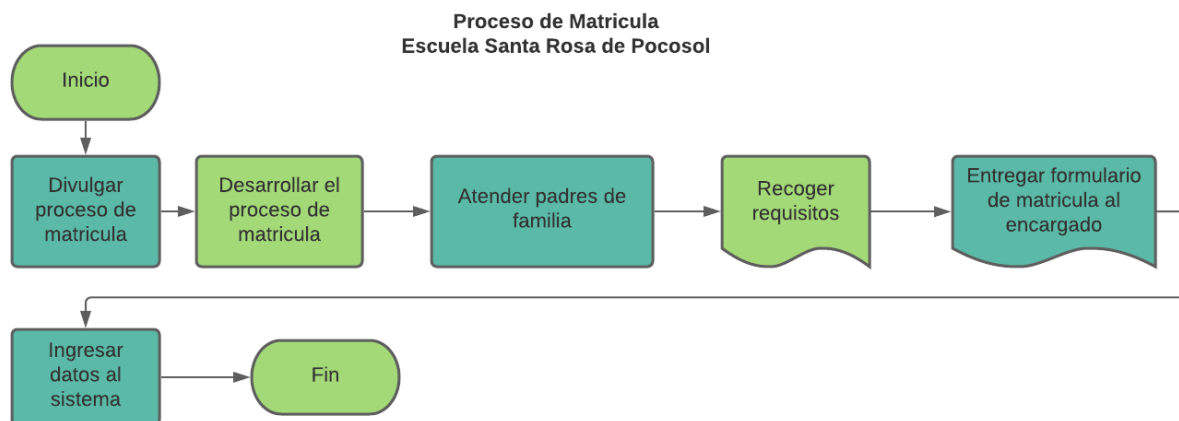 Proceso de Matricula
Escuela Santa Rosa de Pocosol
Inicio
Divulgar
proceso de
matricula
Desarrollar el
proceso de
matricula
Atender padres de
familia
Recoger
requisitos
Entregar formulario
de matricula al
encargado
Ingresar
datos al
sistema
Fin